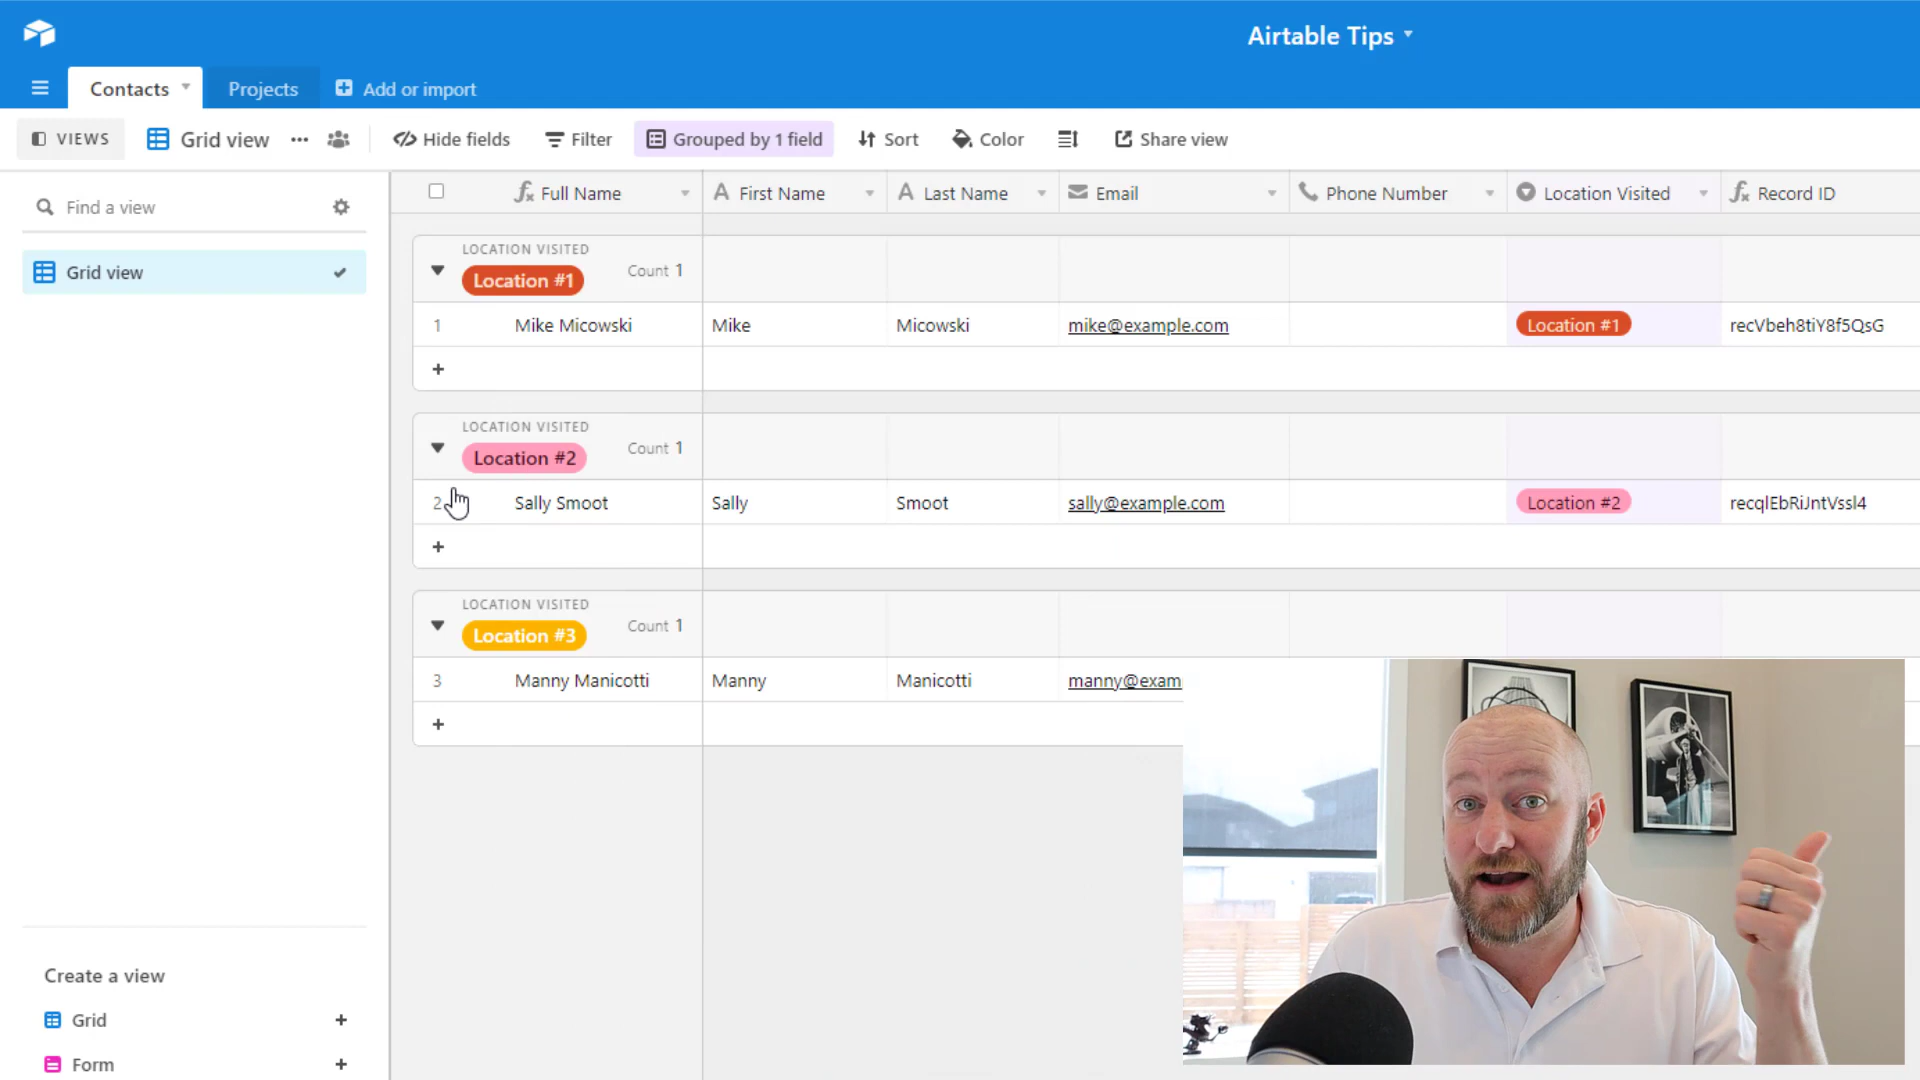 Airtable Tips
Contacts Projects Add or import
VIEWS Grid view Hide fields Filter Grouped by 1 field Sort Color Share view
Find a view
Grid view
Full Name First Name Last Name Email Phone Number Location Visited Record ID
LOCATION VISITED
Location #1 Count 1
1 Mike Micowski Mike Micowski mike@example.com Location #1 recVbeh8tiY8f5QsG
+
LOCATION VISITED
Location #2 Count 1
2 Sally Smoot Sally Smoot sally@example.com Location #2
+
LOCATION VISITED
Location #3 Count 1
3 Manny Manicotti Manny Manicotti manny@exam
+
Create a view
Grid +
Form +